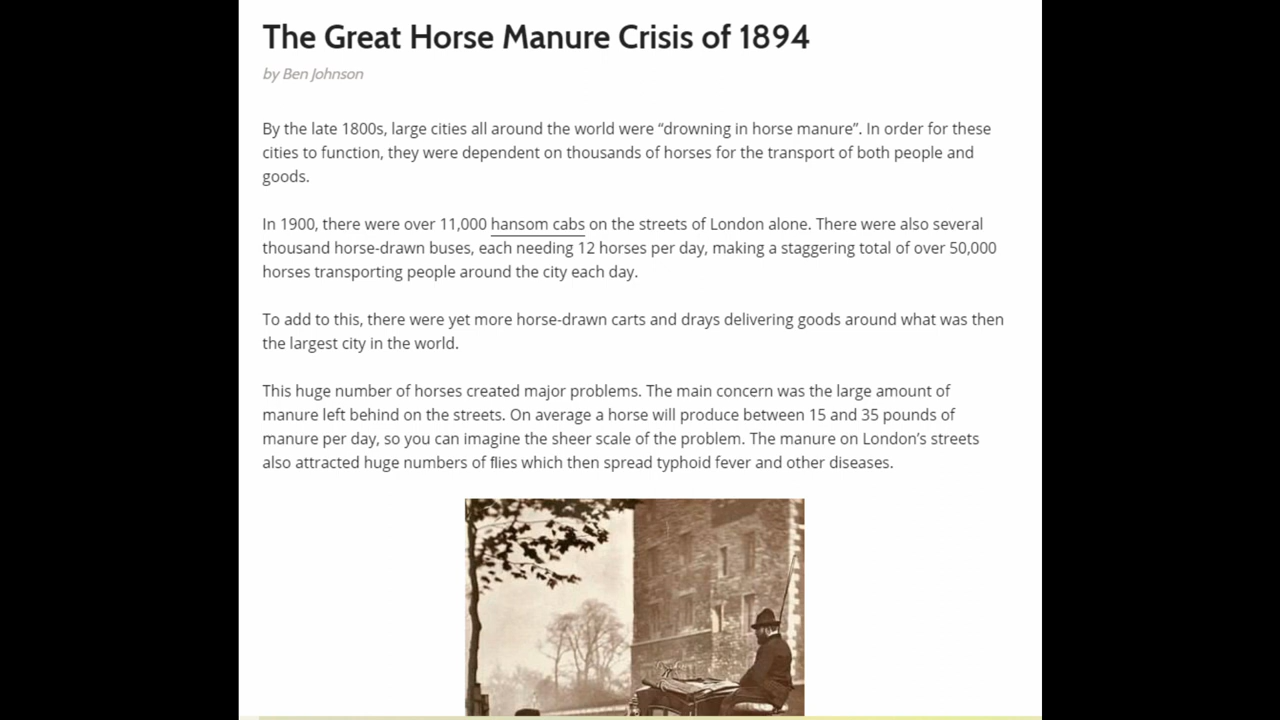 The Great Horse Manure Crisis of 1894
by Ben Johnson
By the late 1800s, large cities all around the world were “drowning in horse manure”. In order for these
cities to function, they were dependent on thousands of horses for the transport of both people and
goods.
In 1900, there were over 11,000 hansom cabs on the streets of London alone. There were also several
thousand horse-drawn buses, each needing 12 horses per day, making a staggering total of over 50,000
horses transporting people around the city each day.
To add to this, there were yet more horse-drawn carts and drays delivering goods around what was then
the largest city in the world.
This huge number of horses created major problems. The main concern was the large amount of
manure left behind on the streets. On average a horse will produce between 15 and 35 pounds of
manure per day, so you can imagine the sheer scale of the problem. The manure on London’s streets
also attracted huge numbers of flies which then spread typhoid fever and other diseases.